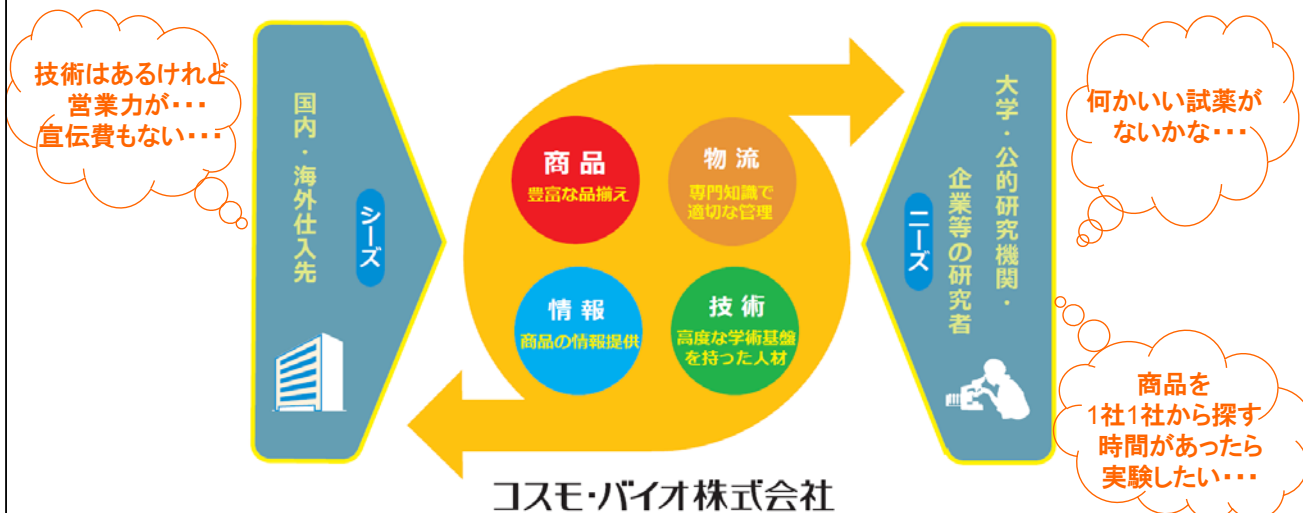 技術はあるけれど
営業力が・・・
宣伝費もない・・・
国内・海外仕入先
シーズ
商品
豊富な品揃え
物流
専門知識で
適切な管理
情報
商品の情報提供
技術
高度な学術基盤
を持った人材
ニーズ
大学・公的研究機関・
企業等の研究者
何かいい試薬が
ないかな・・・
商品を
1社1社から探す
時間があったら
実験したい・・・
コスモ・バイオ株式会社